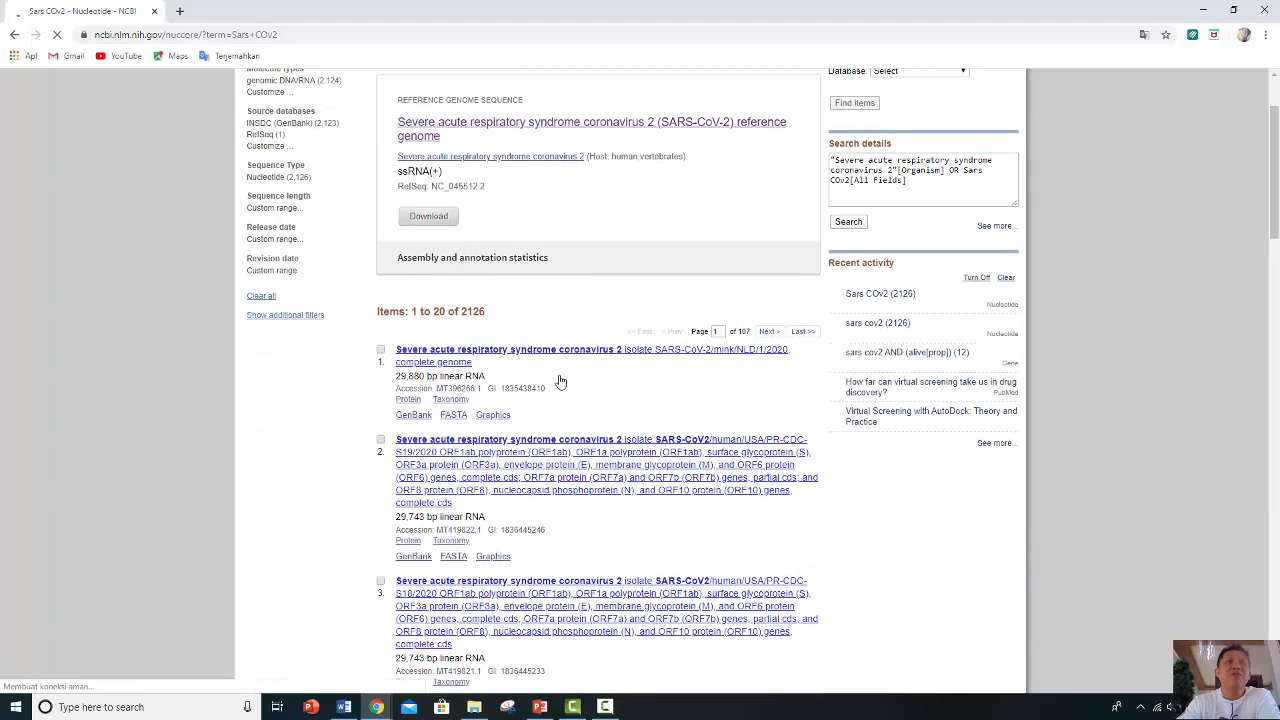 Sars COv2 - Nucleotide - NCBI
ncbi.nlm.nih.gov/nuccore/?term=Sars+COv2
Apl
Gmail
YouTube
Maps
Terjemahkan
Molecule types
genomic DNA/RNA (2,124)
Customize ...
Source databases
INSDC (GenBank) (2,123)
RefSeq (1)
Customize ...
Sequence Type
Nucleotide (2,126)
Sequence length
Custom range...
Release date
Custom range...
Revision date
Custom range...
Clear all
Show additional filters
REFERENCE GENOME SEQUENCE
Severe acute respiratory syndrome coronavirus 2 (SARS-CoV-2) reference
genome
Severe acute respiratory syndrome coronavirus 2 (Host: human,vertebrates)
ssRNA(+)
RefSeq: NC_045512.2
Download
Assembly and annotation statistics
Items: 1 to 20 of 2126
<< First < Prev Page 1 of 107 Next > Last >>
Severe acute respiratory syndrome coronavirus 2 isolate SARS-CoV-2/mink/NLD/1/2020,
1. complete genome
29,880 bp linear RNA
Accession: MT396266.1 GI: 1835438410
Protein Taxonomy
GenBank FASTA Graphics
Severe acute respiratory syndrome coronavirus 2 isolate SARS-CoV2/human/USA/PR-CDC-
2. S19/2020 ORF1ab polyprotein (ORF1ab), ORF1a polyprotein (ORF1ab), surface glycoprotein (S),
ORF3a protein (ORF3a), envelope protein (E), membrane glycoprotein (M), and ORF6 protein
(ORF6) genes, complete cds; ORF7a protein (ORF7a) and ORF7b (ORF7b) genes, partial cds; and
ORF8 protein (ORF8), nucleocapsid phosphoprotein (N), and ORF10 protein (ORF10) genes,
complete cds
29,743 bp linear RNA
Accession: MT419822.1 GI: 1836445246
Protein Taxonomy
GenBank FASTA Graphics
Severe acute respiratory syndrome coronavirus 2 isolate SARS-CoV2/human/USA/PR-CDC-
3. S18/2020 ORF1ab polyprotein (ORF1ab), ORF1a polyprotein (ORF1ab), surface glycoprotein (S),
ORF3a protein (ORF3a), envelope protein (E), membrane glycoprotein (M), and ORF6 protein
(ORF6) genes, complete cds; ORF7a protein (ORF7a) and ORF7b (ORF7b) genes, partial cds; and
ORF8 protein (ORF8), nucleocapsid phosphoprotein (N), and ORF10 protein (ORF10) genes,
complete cds
29,743 bp linear RNA
Accession: MT419821.1 GI: 1836445233
Taxonomy
Database: Select
Find items
Search details
"Severe acute respiratory syndrome
coronavirus 2"[Organism] OR Sars
COv2[All Fields]
Search
See more...
Recent activity
Turn Off Clear
Sars COv2 (2126)
Nucleotide
sars cov2 (2126)
Nucleotide
sars cov2 AND (alive[prop]) (12)
Gene
How far can virtual screening take us in drug
discovery?
PubMed
Virtual Screening with AutoDock: Theory and
Practice
See more...
Membuat koneksi aman...
Type here to search